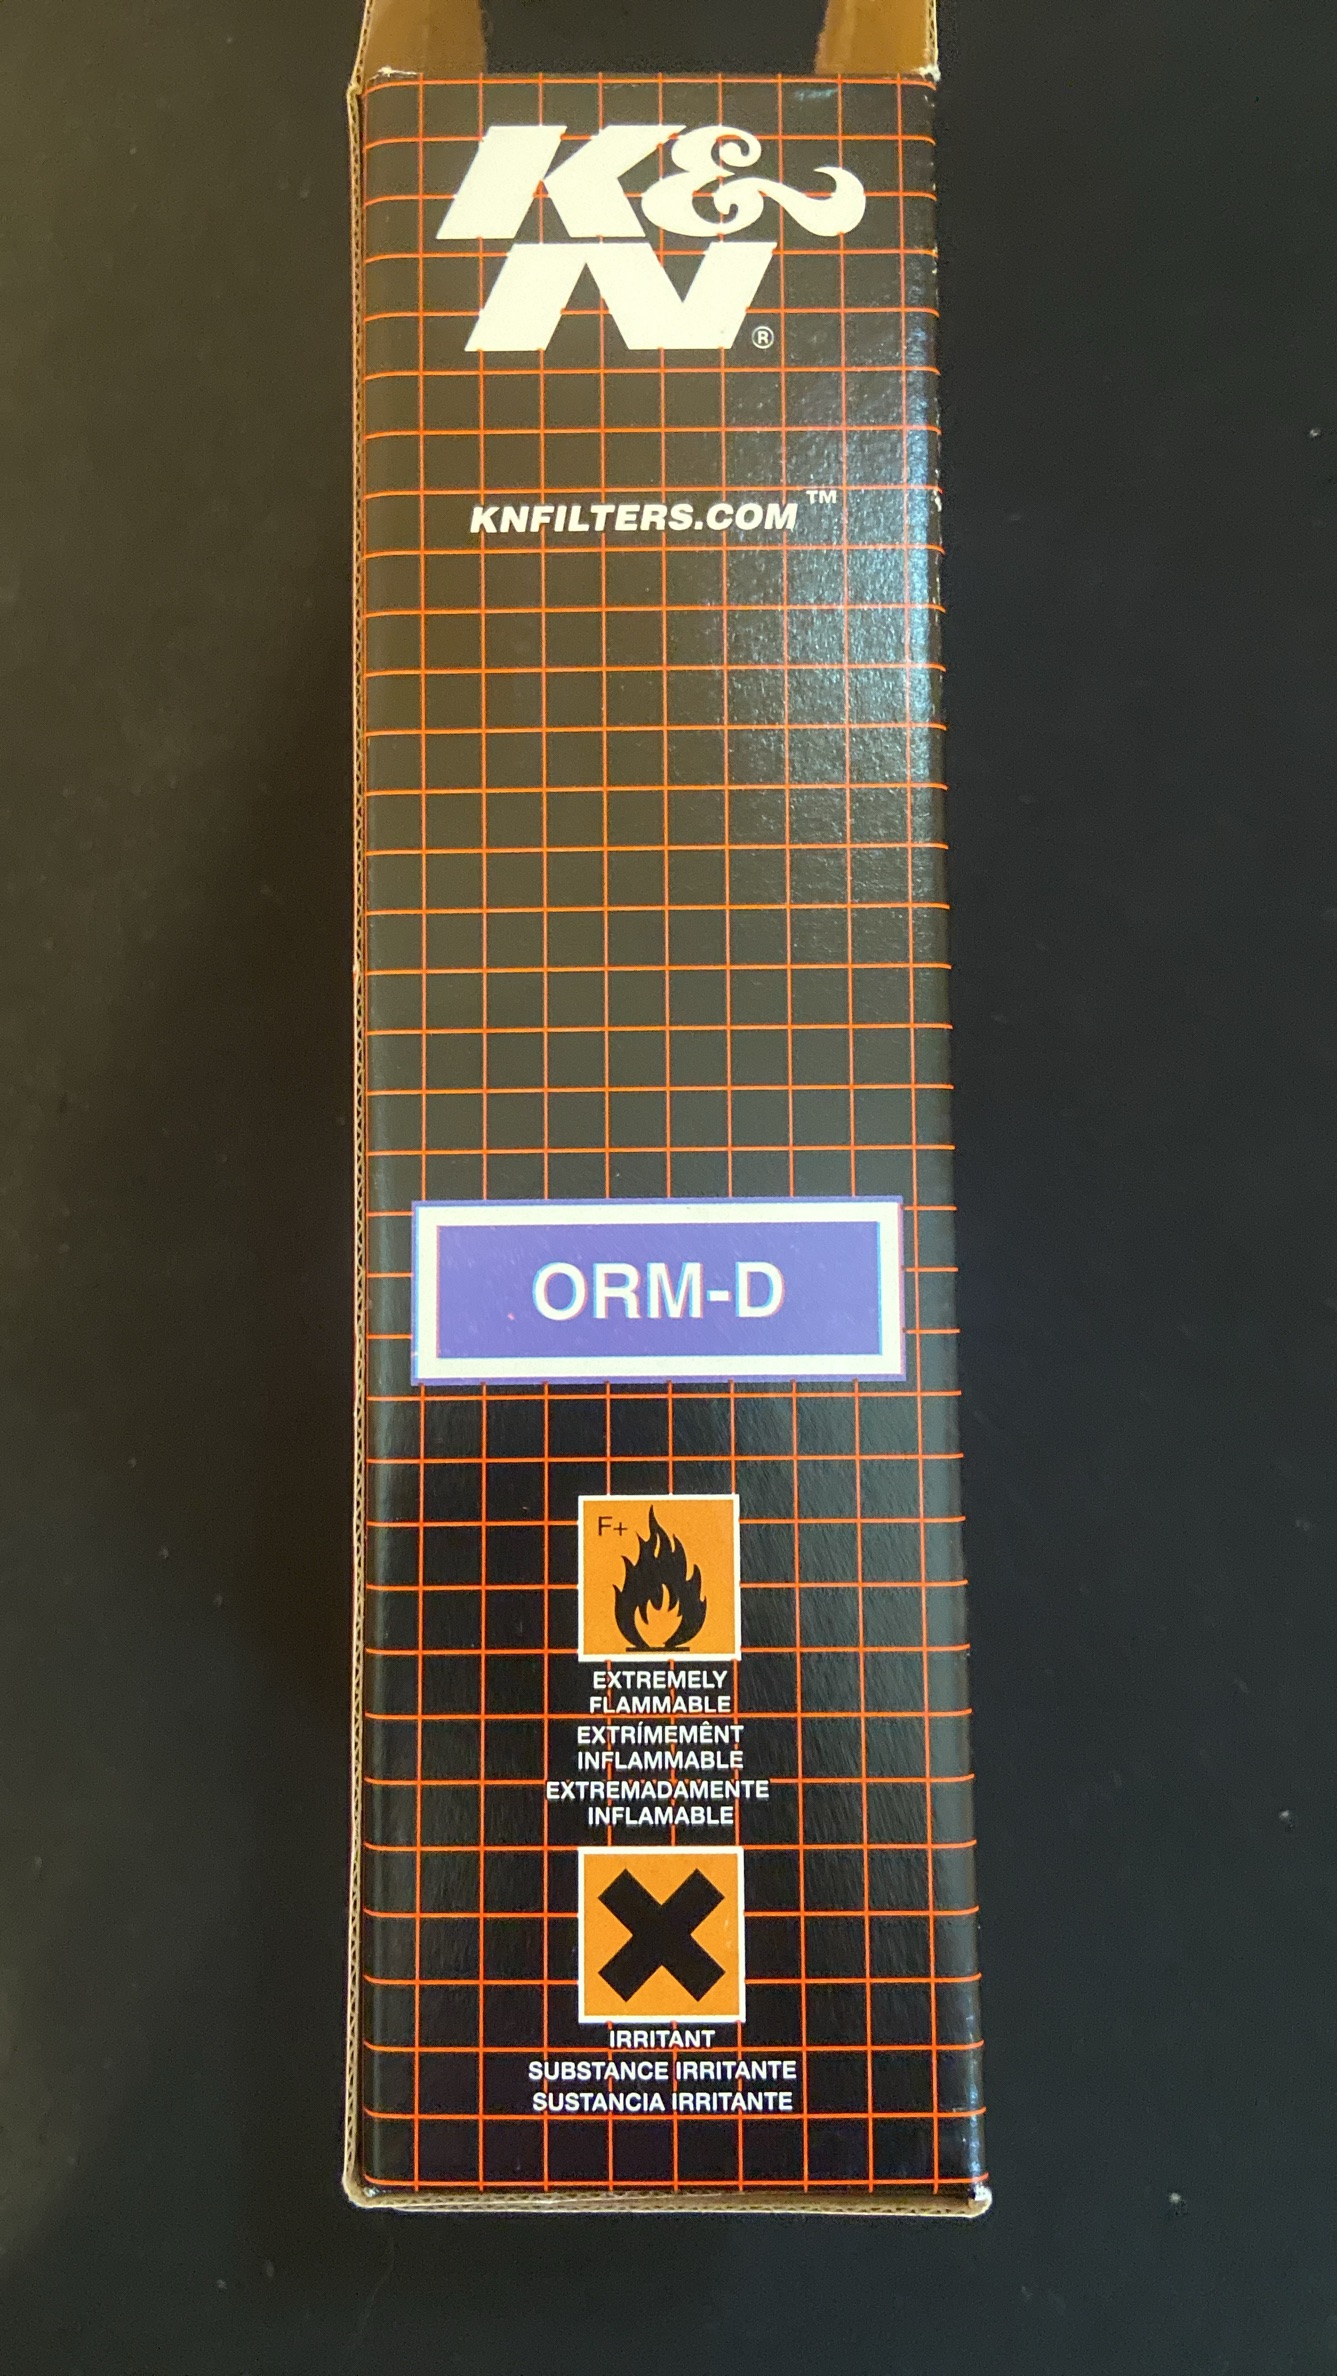 K&
N®
KNFILTERS.COM™
ORM-D
F+
EXTREMELY
FLAMMABLE
EXTRÍMEMÊNT
INFLAMMABLE
EXTREMADAMENTE
INFLAMABLE
IRRITANT
SUBSTANCE IRRITANTE
SUSTANCIA IRRITANTE